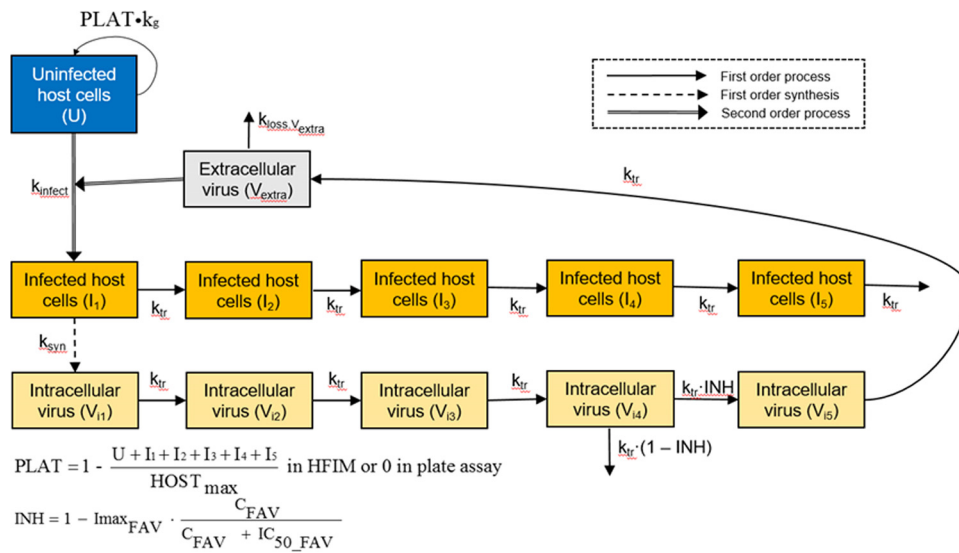 PLAT•kg
Uninfected
host cells
(U)
First order process
First order synthesis
Second order process
kloss,Vextra
kinfect
Extracellular
virus (Vextra)
ktr
Infected host
cells (I1)
ktr
Infected host
cells (I2)
ktr
Infected host
cells (I3)
ktr
Infected host
cells (I4)
ktr
Infected host
cells (I5)
ktr
ksyn
Intracellular
virus (Vi1)
ktr
Intracellular
virus (Vi2)
ktr
Intracellular
virus (Vi3)
ktr
Intracellular
virus (Vi4)
ktr·INH
Intracellular
virus (Vi5)
ktr·(1 – INH)
PLAT = 1 - (U + I1 + I2 + I3 + I4 + I5) / HOST max in HFIM or 0 in plate assay
INH = 1 – ImaxFAV · CFAV / (CFAV + IC50_FAV)